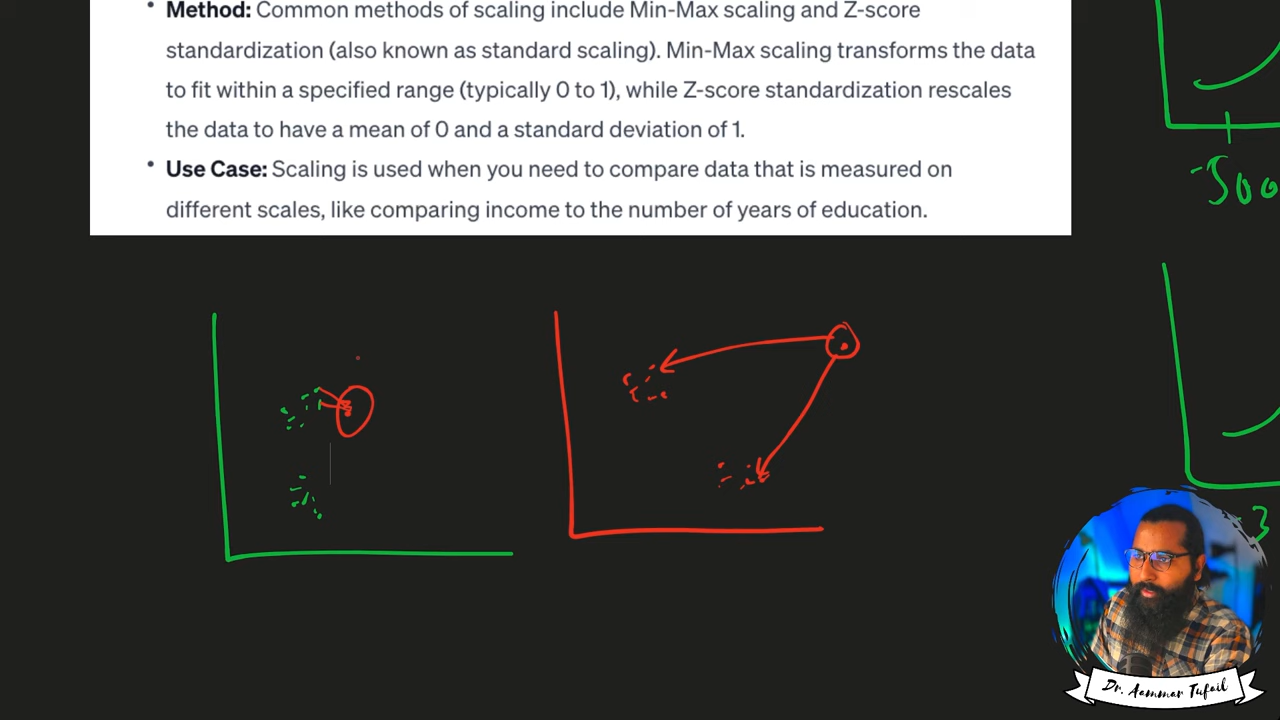 • Method: Common methods of scaling include Min-Max scaling and Z-score
standardization (also known as standard scaling). Min-Max scaling transforms the data
to fit within a specified range (typically 0 to 1), while Z-score standardization rescales
the data to have a mean of 0 and a standard deviation of 1.
• Use Case: Scaling is used when you need to compare data that is measured on
different scales, like comparing income to the number of years of education.
-500
3
Dr. Aammar Tufail